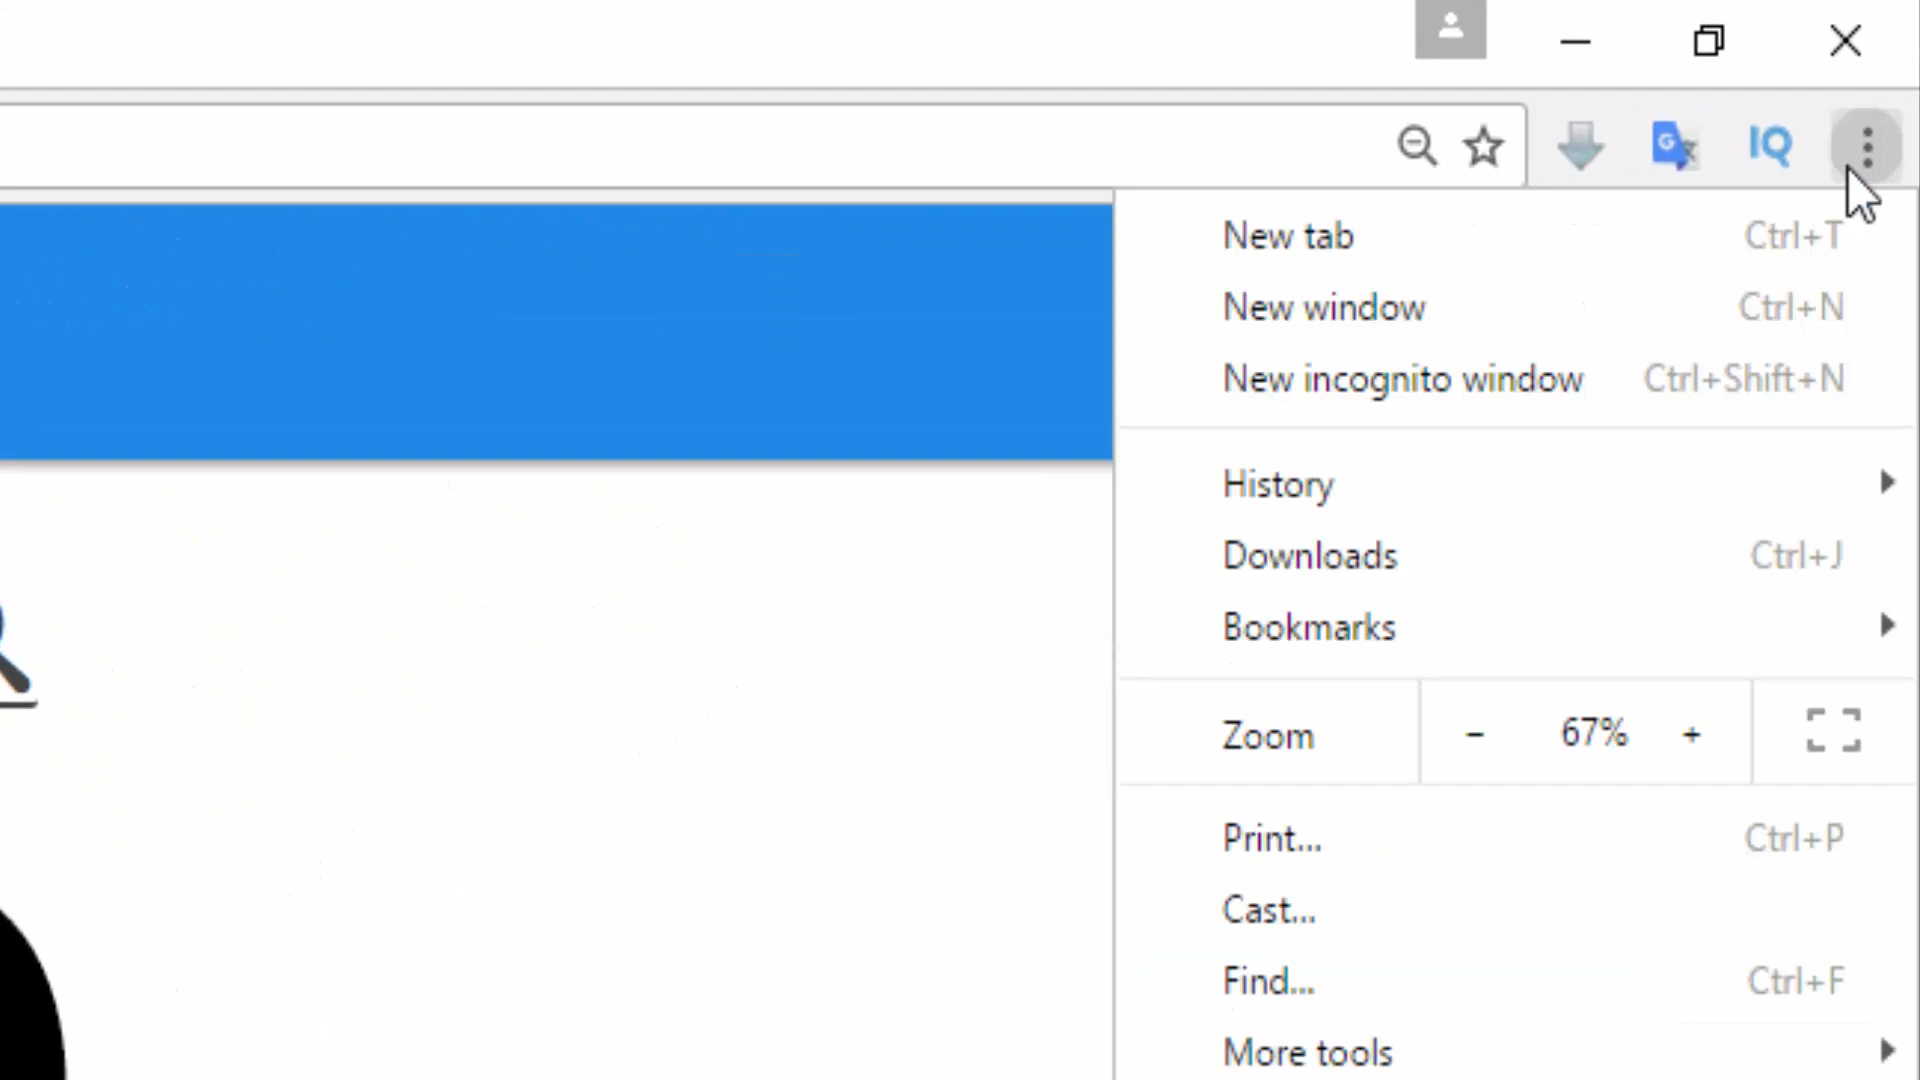 IQ
New tab Ctrl+T
New window Ctrl+N
New incognito window Ctrl+Shift+N
History
Downloads Ctrl+J
Bookmarks
Zoom - 67% +
Print... Ctrl+P
Cast...
Find... Ctrl+F
More tools